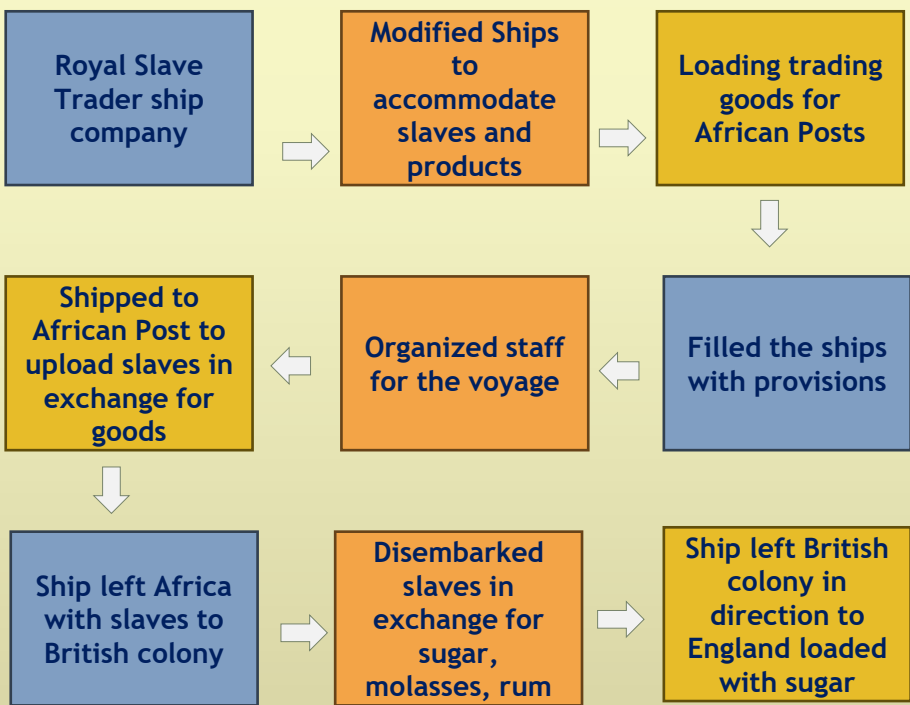 Royal Slave
Trader ship
company
Modified Ships
to
accommodate
slaves and
products
Loading trading
goods for
African Posts
Filled the ships
with provisions
Organized staff
for the voyage
Shipped to
African Post to
upload slaves in
exchange for
goods
Ship left Africa
with slaves to
British colony
Disembarked
slaves in
exchange for
sugar,
molasses, rum
Ship left British
colony in
direction to
England loaded
with sugar